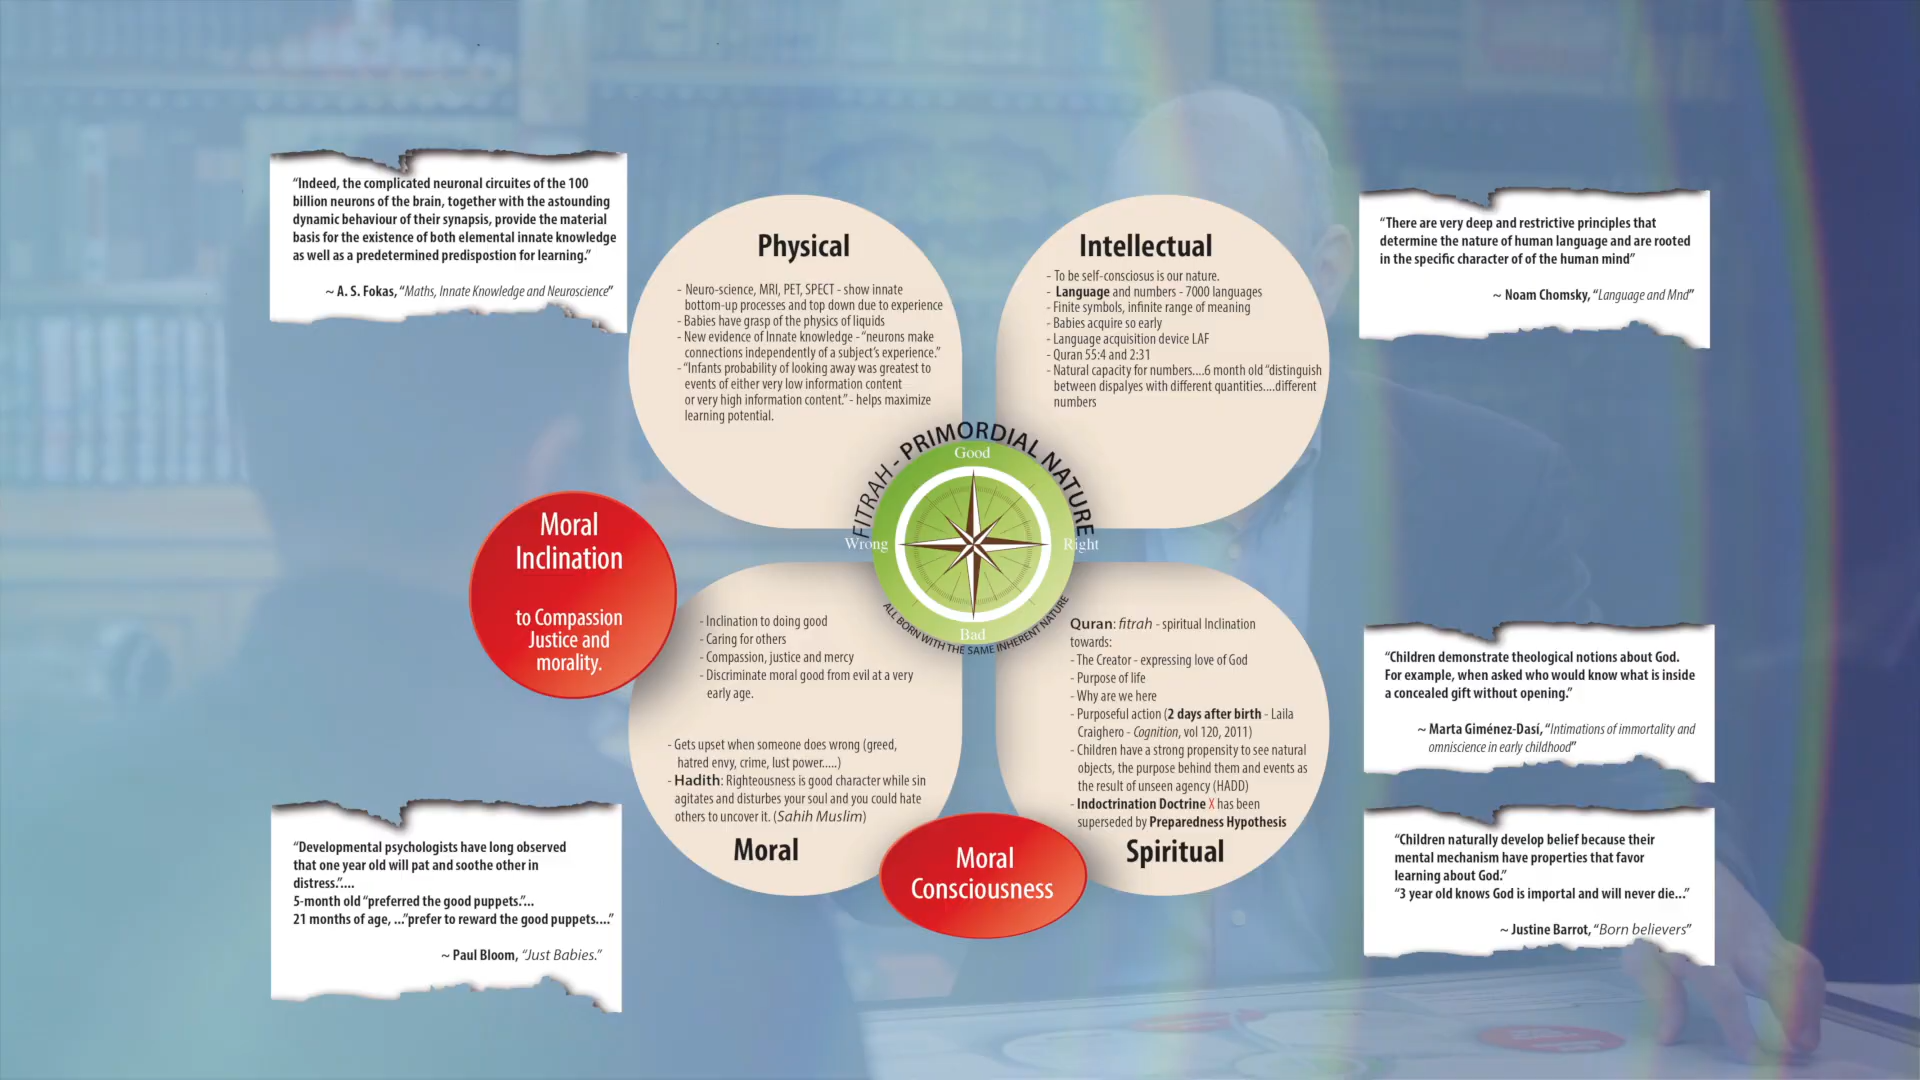 “Indeed, the complicated neuronal circuites of the 100
billion neurons of the brain, together with the astounding
dynamic behaviour of their synapsis, provide the material
basis for the existence of both elemental innate knowledge
as well as a predetermined predispostion for learning.”
~ A. S. Fokas, “Maths, Innate Knowledge and Neuroscience”
Physical
- Neuro-science, MRI, PET, SPECT - show innate
bottom-up processes and top down due to experience
- Babies have grasp of the physics of liquids
- New evidence of Innate knowledge - “neurons make
connections independently of a subject’s experience.”
- “Infants probability of looking away was greatest to
events of either very low information content
or very high information content.” - helps maximize
learning potential.
Intellectual
- To be self-consciosus is our nature.
- Language and numbers - 7000 languages
- Finite symbols, infinite range of meaning
- Babies acquire so early
- Language acquisition device LAF
- Quran 55:4 and 2:31
- Natural capacity for numbers....6 month old “distinguish
between dispalyes with different quantities....different
numbers
“There are very deep and restrictive principles that
determine the nature of human language and are rooted
in the specific character of of the human mind”
~ Noam Chomsky, “Language and Mnd”
FITRAH - PRIMORDIAL NATURE
Good
Wrong
Right
Bad
ALL BORN WITH THE SAME INHERENT NATURE
Moral
Inclination
to Compassion
Justice and
morality.
- Inclination to doing good
- Caring for others
- Compassion, justice and mercy
- Discriminate moral good from evil at a very
early age.
- Gets upset when someone does wrong (greed,
hatred envy, crime, lust power.....)
- Hadith: Righteousness is good character while sin
agitates and disturbes your soul and you could hate
others to uncover it. (Sahih Muslim)
Moral
Quran: fitrah - spiritual Inclination
towards:
- The Creator - expressing love of God
- Purpose of life
- Why are we here
- Purposeful action (2 days after birth - Laila
Craighero - Cognition, vol 120, 2011)
- Children have a strong propensity to see natural
objects, the purpose behind them and events as
the result of unseen agency (HADD)
- Indoctrination Doctrine X has been
superseded by Preparedness Hypothesis
Spiritual
Moral
Consciousness
“Children demonstrate theological notions about God.
For example, when asked who would know what is inside
a concealed gift without opening.”
~ Marta Giménez-Dasí, “Intimations of immortality and
omniscience in early childhood”
“Developmental psychologists have long observed
that one year old will pat and soothe other in
distress.”....
5-month old “preferred the good puppets.”...
21 months of age, ...”prefer to reward the good puppets....”
~ Paul Bloom, “Just Babies.”
“Children naturally develop belief because their
mental mechanism have properties that favor
learning about God.”
“3 year old knows God is importal and will never die...”
~ Justine Barrot, “Born believers”